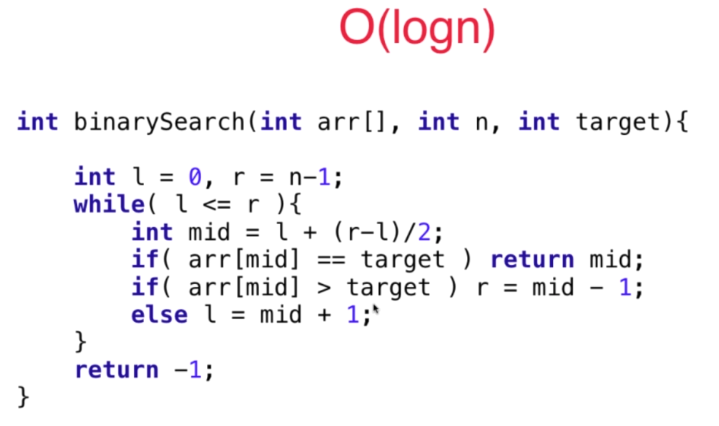 O(logn)
int binarySearch(int arr[], int n, int target){
int l = 0, r = n-1;
while( l <= r ){
int mid = l + (r-l)/2;
if( arr[mid] == target ) return mid;
if( arr[mid] > target ) r = mid - 1;
else l = mid + 1;
}
return -1;
}